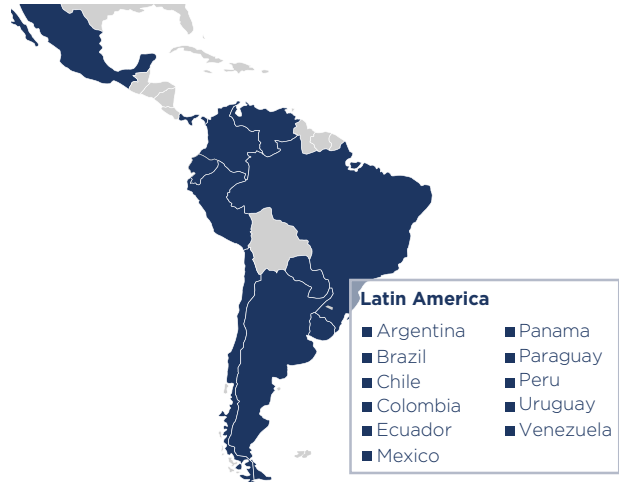 Latin America
Argentina
Brazil
Chile
Colombia
Ecuador
Mexico
Panama
Paraguay
Peru
Uruguay
Venezuela